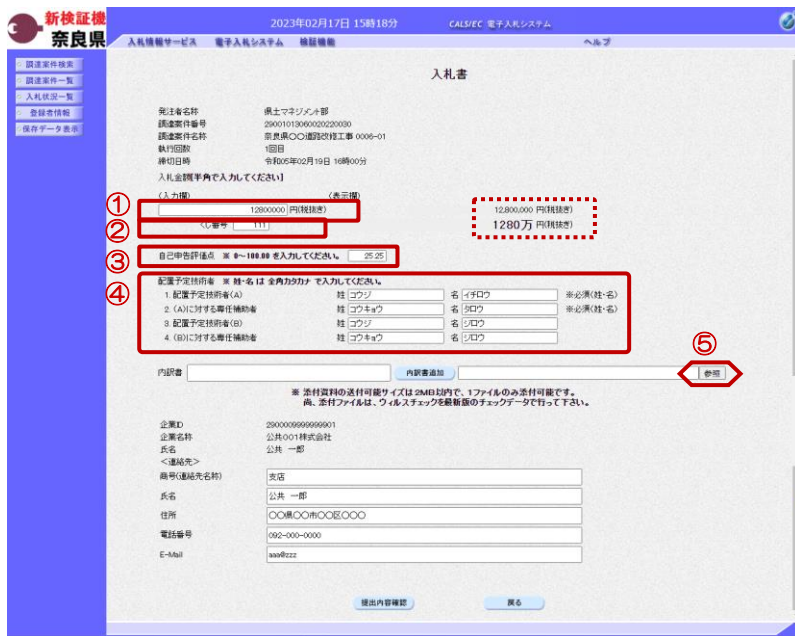 新検証機
奈良県
2023年02月17日 15時18分
CALS/EC 電子入札システム
入札情報サービス 電子入札システム 検証機能 ヘルプ
調達案件検索
調達案件一覧
入札状況一覧
登録者情報
保存データ表示
入札書
発注者名称 県土マネジメント部
調達案件番号 29001013060020220030
調達案件名称 奈良県〇〇道路改修工事 0006-01
執行回数 1回目
締切日時 令和05年02月19日 16時00分
入札金額[半角で入力してください]
(入力欄) (表示欄)
① 12800000 円(税抜き) 12,800,000 円(税抜き)
② くじ番号 111 1280万 円(税抜き)
③ 自己申告評価点 ※ 0～100.00 を入力してください。 25.25
④ 配置予定技術者 ※ 姓・名 は 全角カタカナ で入力してください。
1. 配置予定技術者(A) 姓 コウジ 名 イチロウ ※必須(姓・名)
2. (A)に対する専任補助者 姓 コウキョウ 名 タロウ ※必須(姓・名)
3. 配置予定技術者(B) 姓 コウジ 名 ジロウ
4. (B)に対する専任補助者 姓 コウキョウ 名 ジロウ
⑤
内訳書 内訳書追加 参照
※ 添付資料の送付可能サイズは2MB以内で、1ファイルのみ添付可能です。
尚、添付ファイルは、ウィルスチェックを最新版のチェックデータで行って下さい。
企業ID 2900009999999901
企業名称 公共001株式会社
氏名 公共 一郎
<連絡先>
商号(連絡先名称) 支店
氏名 公共 一郎
住所 〇〇県〇〇市〇〇区〇〇〇
電話番号 092-000-0000
E-Mail aaa@zzz
提出内容確認 戻る